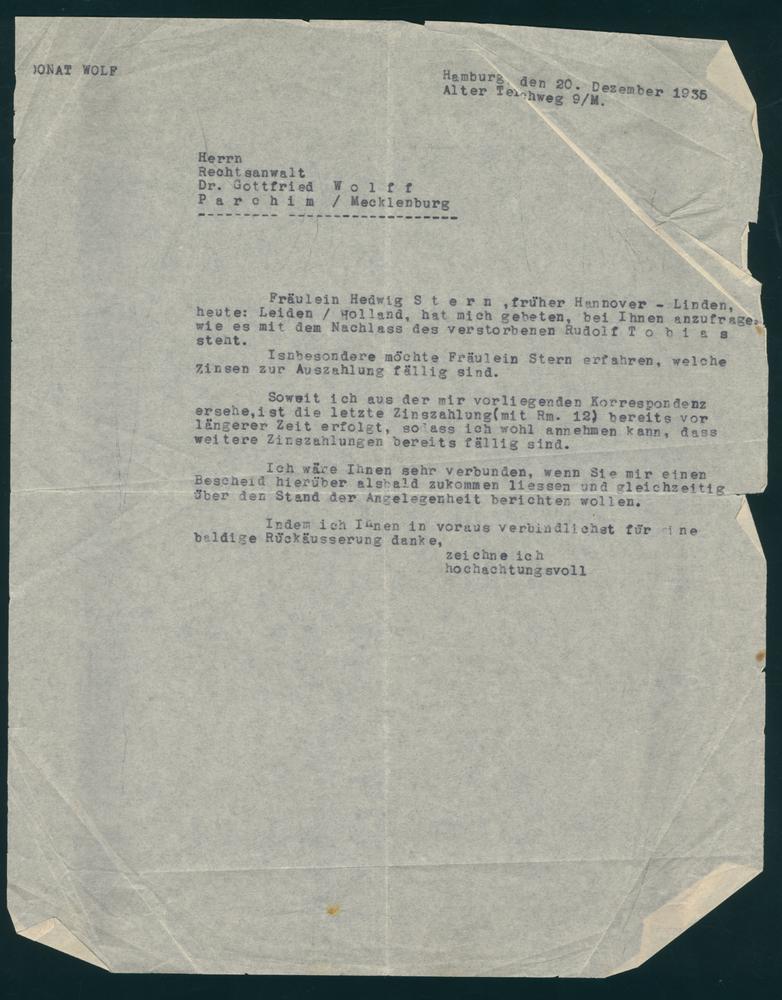 DONAT WOLF
Hamburg, den 20. Dezember 1935
Alter Teichweg 9/M.
Herrn
Rechtsanwalt
Dr. Gottfried W o l f f
P a r c h i m / Mecklenburg
Fräulein Hedwig S t e r n ,früher Hannover - Linden,
heute: Leiden / Holland, hat mich gebeten, bei Ihnen anzufragen
wie es mit dem Nachlass des verstorbenen Rudolf T o b i a s
steht.
Isnbesondere möchte Fräulein Stern erfahren, welche
Zinsen zur Auszahlung fällig sind.
Soweit ich aus der mir vorliegenden Korrespondenz
ersehe,ist die letzte Zinszahlung(mit Rm. 12) bereits vor
längerer Zeit erfolgt, sodass ich wohl annehmen kann, dass
weitere Zinszahlungen bereits fällig sind.
Ich wäre Ihnen sehr verbunden, wenn Sie mir einen
Bescheid hierüber alsbald zukommen liessen und gleichzeitig
über den Stand der Angelegenheit berichten wollen.
Indem ich Ihnen in voraus verbindlichst für eine
baldige Rückäusserung danke,
zeichne ich
hochachtungsvoll